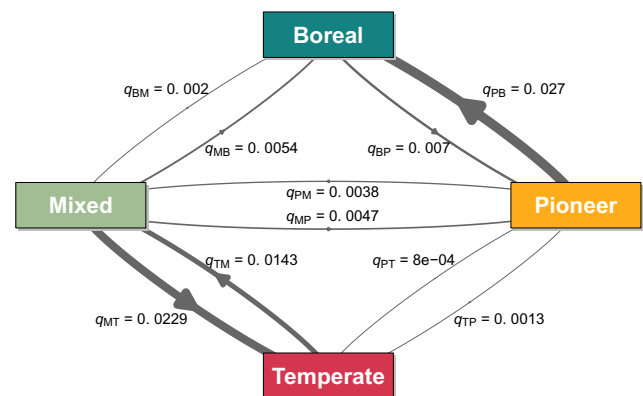 Boreal
qBM = 0. 002
qPB = 0. 027
qMB = 0. 0054
qBP = 0. 007
Mixed
qPM = 0. 0038
qMP = 0. 0047
Pioneer
qTM = 0. 0143
qPT = 8e−04
qMT = 0. 0229
qTP = 0. 0013
Temperate